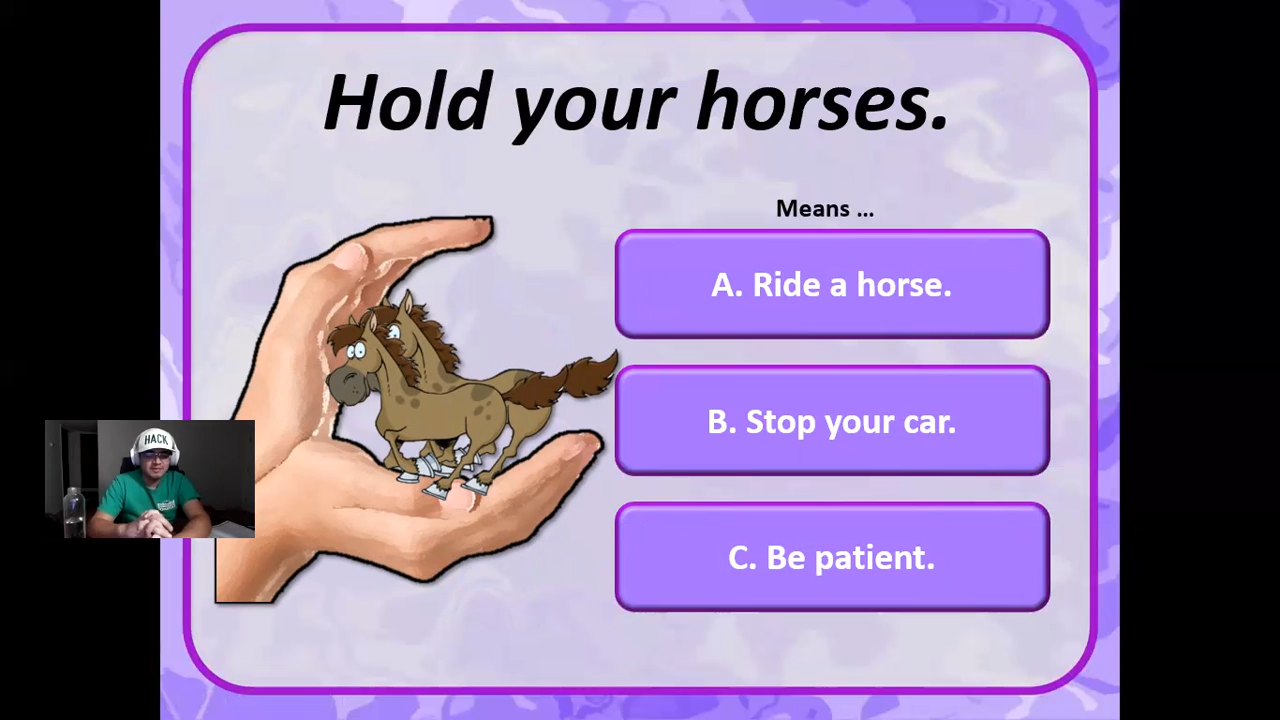 Hold your horses.
Means ...
A. Ride a horse.
B. Stop your car.
C. Be patient.
HACK